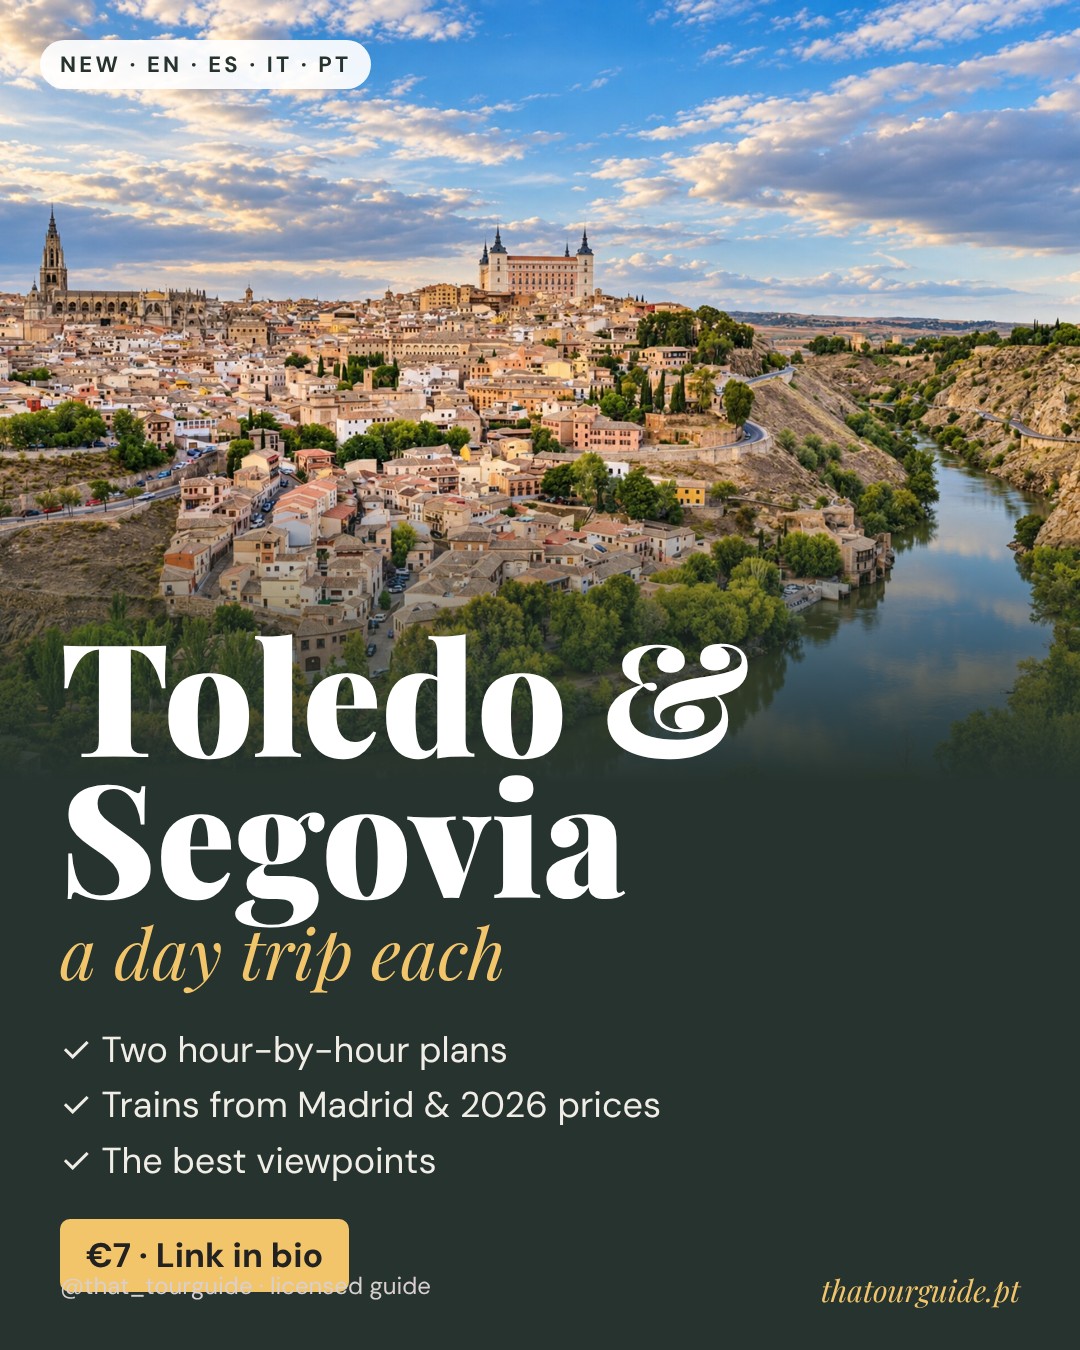 NEW · EN · ES · IT · PT
Toledo &
Segovia
a day trip each
✓ Two hour-by-hour plans
✓ Trains from Madrid & 2026 prices
✓ The best viewpoints
€7 · Link in bio
@that_tourguide · licensed guide
thatourguide.pt